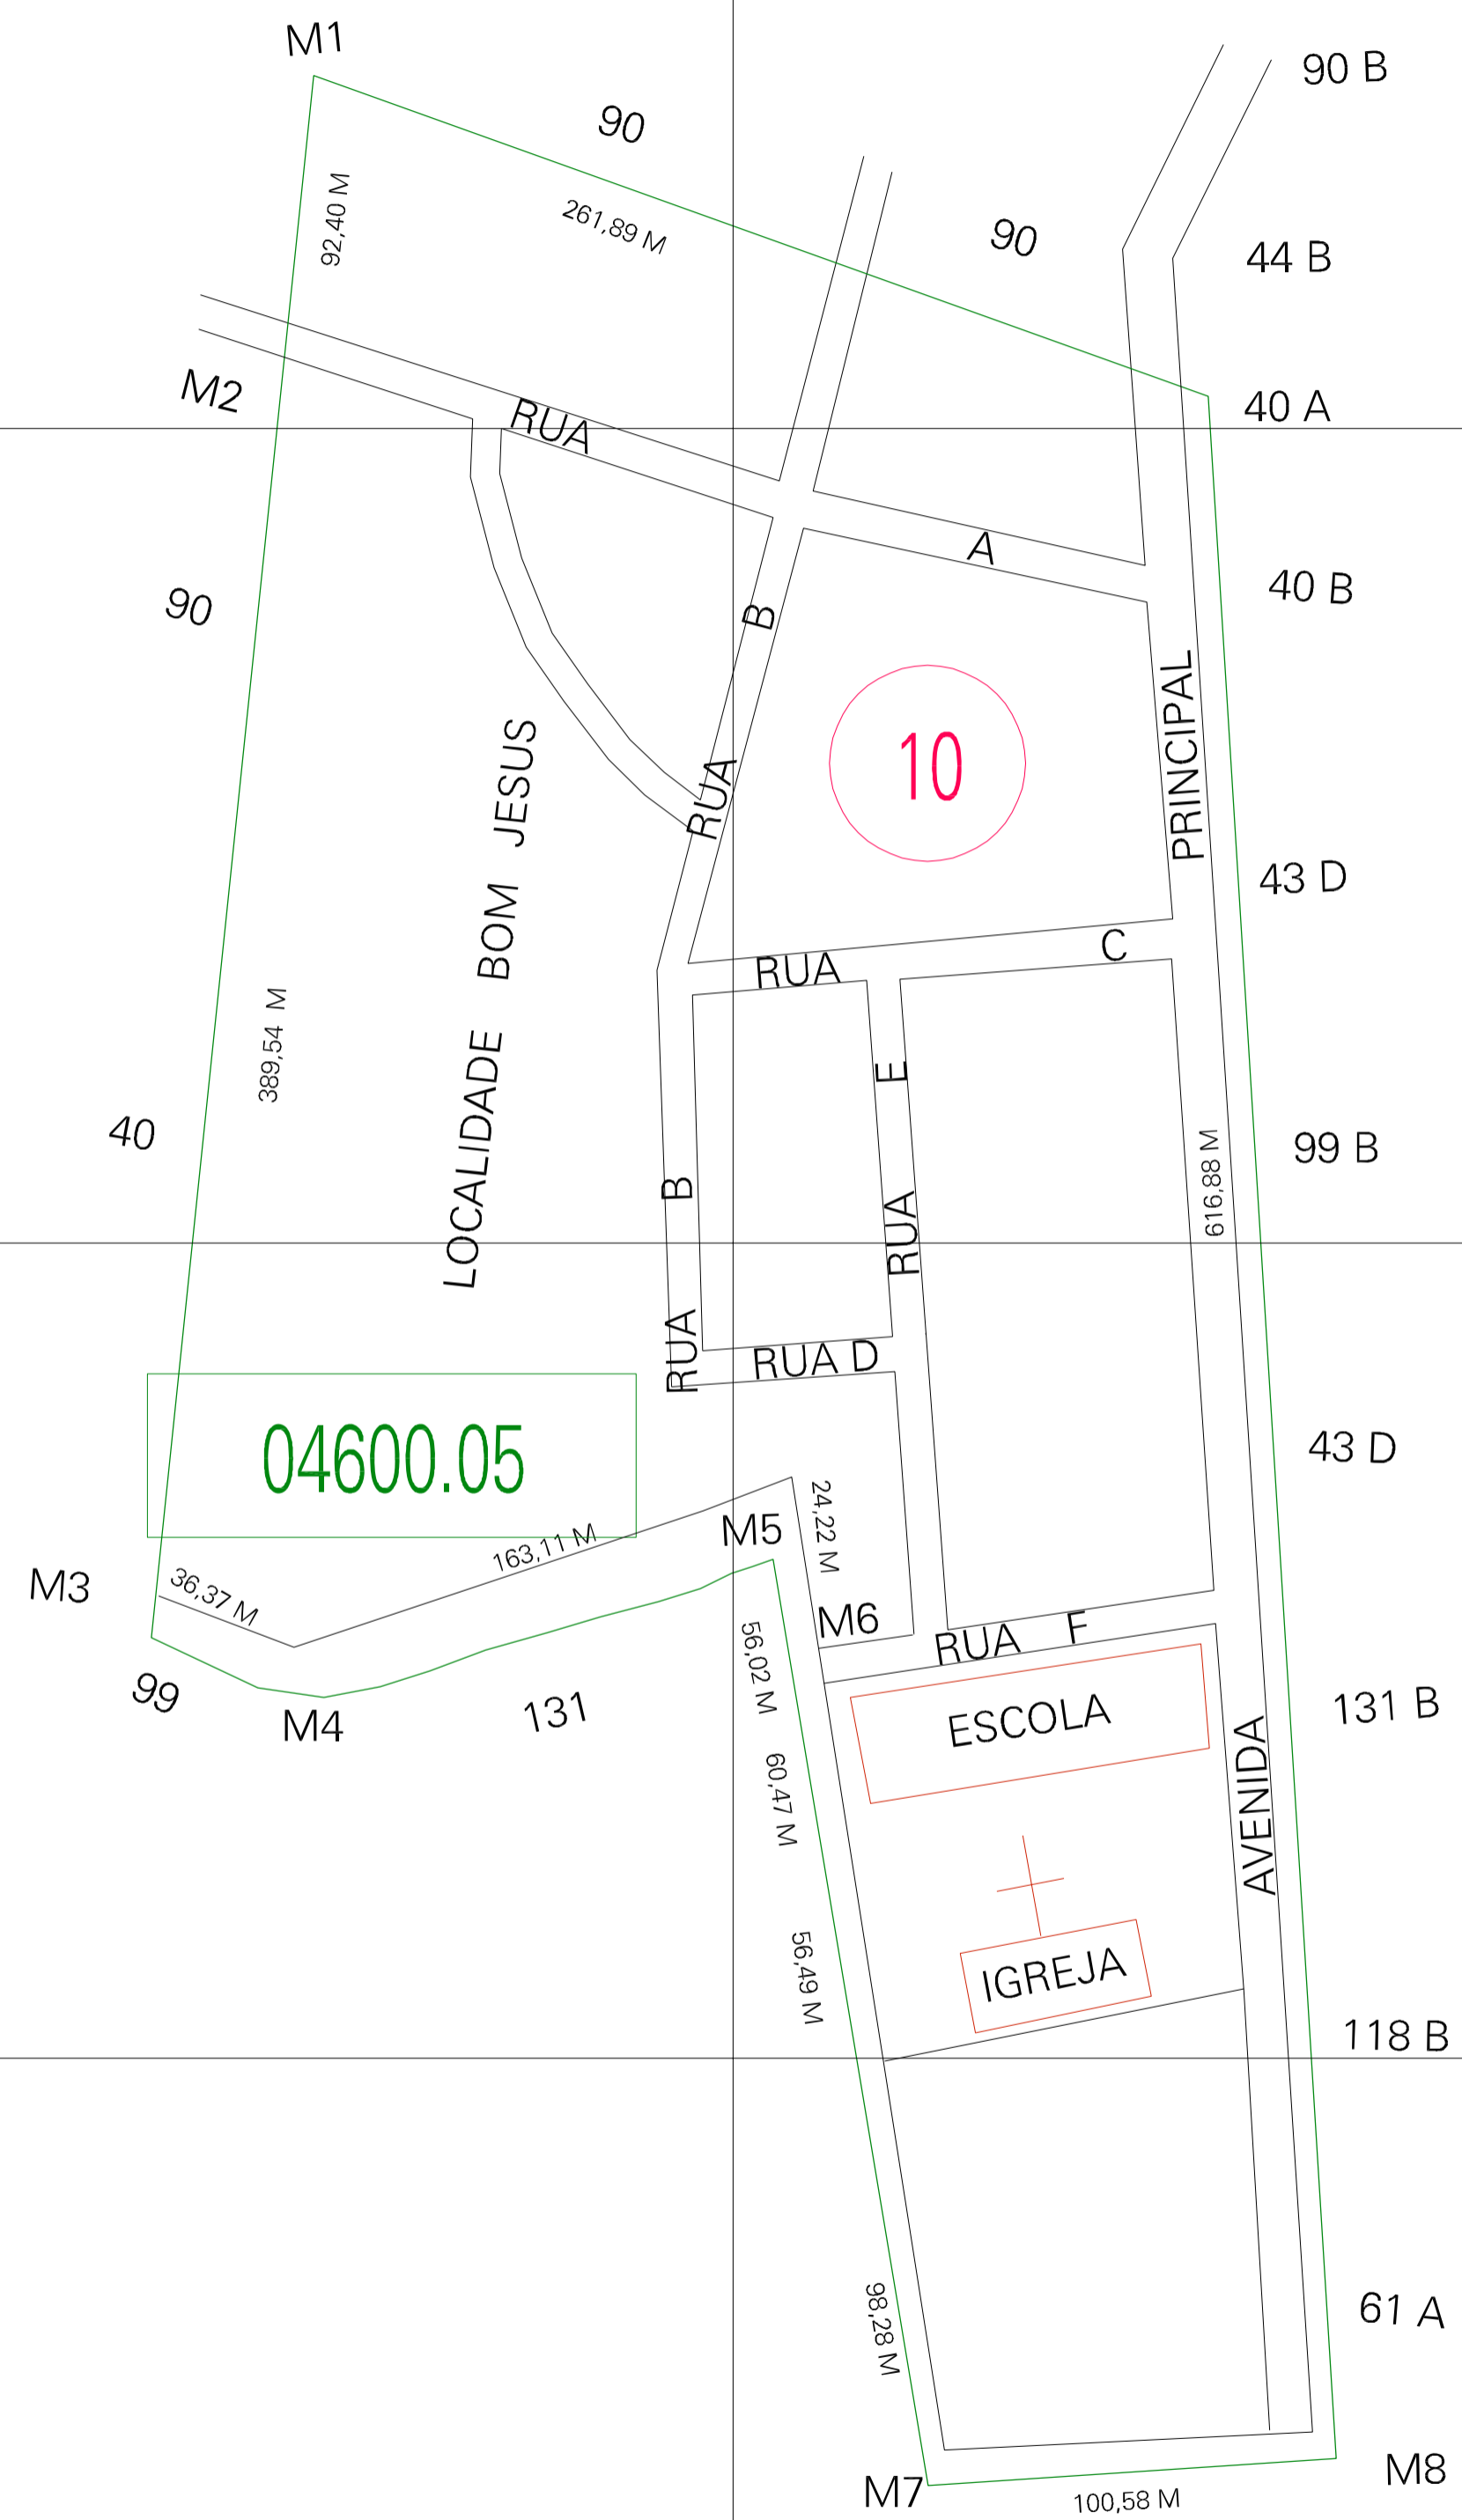 M1
90 B
90
92,40 M
261,89 M
90
44 B
M2
RUA A
40 A
90
RUA B
40 B
10
AVENIDA PRINCIPAL
LOCALIDADE BOM JESUS
43 D
RUA C
389,54 M
RUA E
40
99 B
616,88 M
RUA B
RUA D
04600.05
43 D
24,22 M
M5
163,11 M
M3
36,37 M
M6
RUA F
56,02 M
99
M4
131
131 B
ESCOLA
60,47 M
56,49 M
IGREJA
118 B
98,28 M
61 A
M7
100,58 M
M8